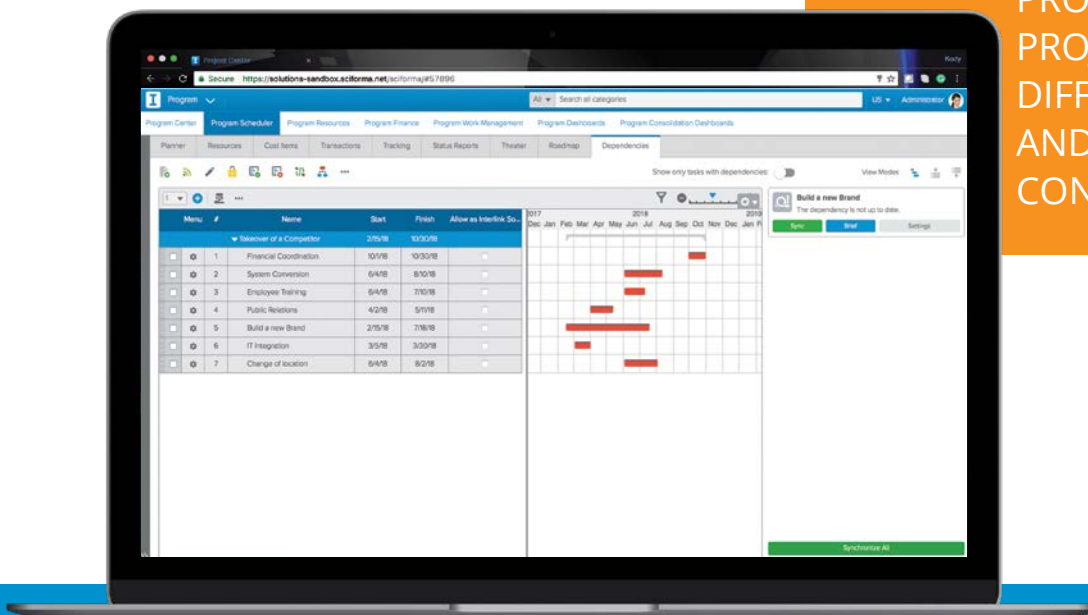 PRO
PRO
DIFF
AND
CON
Project Center
Kody
Secure https://solutions-sandbox.sciforma.net/sciforma/#57896
Program All Search all categories US Administrator
Program Center Program Scheduler Program Resources Program Finance Program Work Management Program Dashboards Program Consolidation Dashboards
Planner Resources Cost Items Transactions Tracking Status Reports Theater Roadmap Dependencies
Show only tasks with dependencies: View Modes
1
Menu # Name Start Finish Allow as Interlink So...
2017 2018 2019
Dec Jan Feb Mar Apr May Jun Jul Aug Sep Oct Nov Dec Jan F
Takeover of a Competitor 2/15/18 10/30/18
1 Financial Coordination 10/1/18 10/30/18
2 System Conversion 6/4/18 8/10/18
3 Employee Training 6/4/18 7/10/18
4 Public Relations 4/2/18 5/11/18
5 Build a new Brand 2/15/18 7/18/18
6 IT Integration 3/5/18 3/30/18
7 Change of location 6/4/18 8/2/18
Build a new Brand
The dependency is not up to date.
Sync Brief Settings
Synchronize All